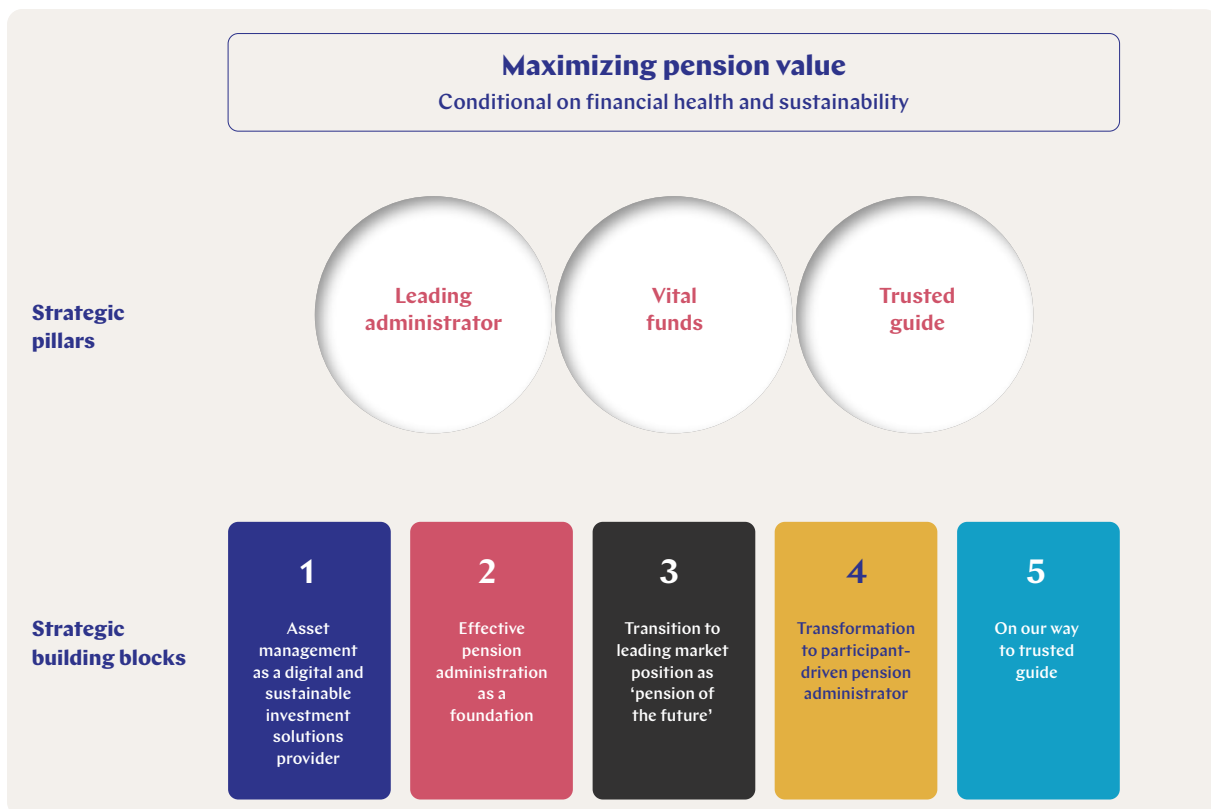 Maximizing pension value
Conditional on financial health and sustainability
Strategic
pillars
Leading
administrator
Vital
funds
Trusted
guide
Strategic
building blocks
1
Asset
management
as a digital and
sustainable
investment
solutions
provider
2
Effective
pension
administration
as a
foundation
3
Transition to
leading market
position as
‘pension of
the future’
4
Transformation
to participant-
driven pension
administrator
5
On our way
to trusted
guide